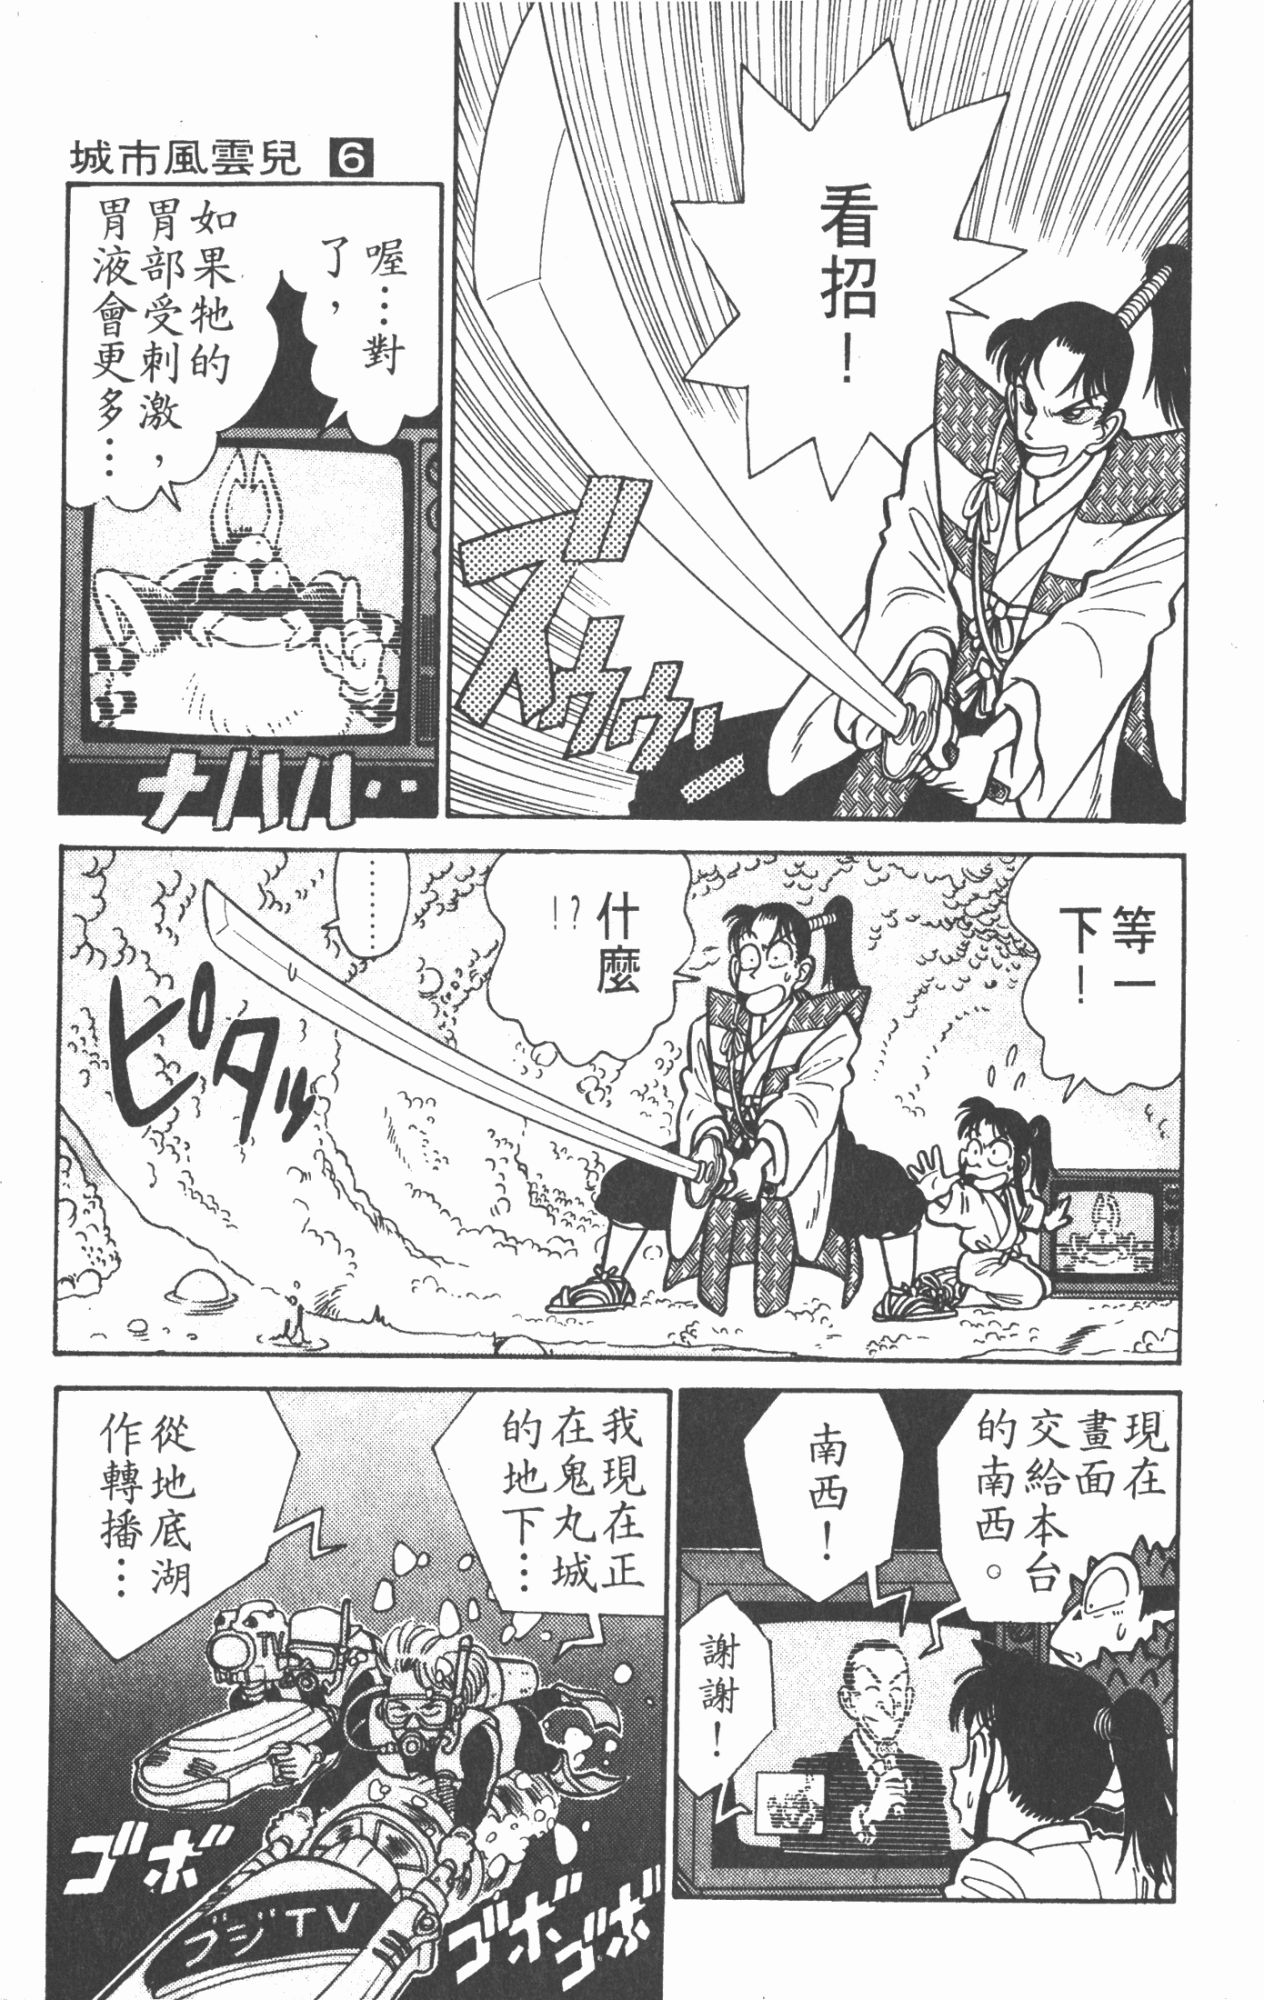 城市風雲兒 6
看招！
ズウウウン
喔…對
了，
如果牠的
胃部受刺激，
胃液會更多…
ナハハハ‥
等一
下！
什麼
!?
………
ピタッ
現在
畫面
交給本台
的南西。
南西！
謝謝！
我現在正
在鬼丸城
的地下…
從地底湖
作轉播…
ゴボ
ゴボゴボ
フジTV